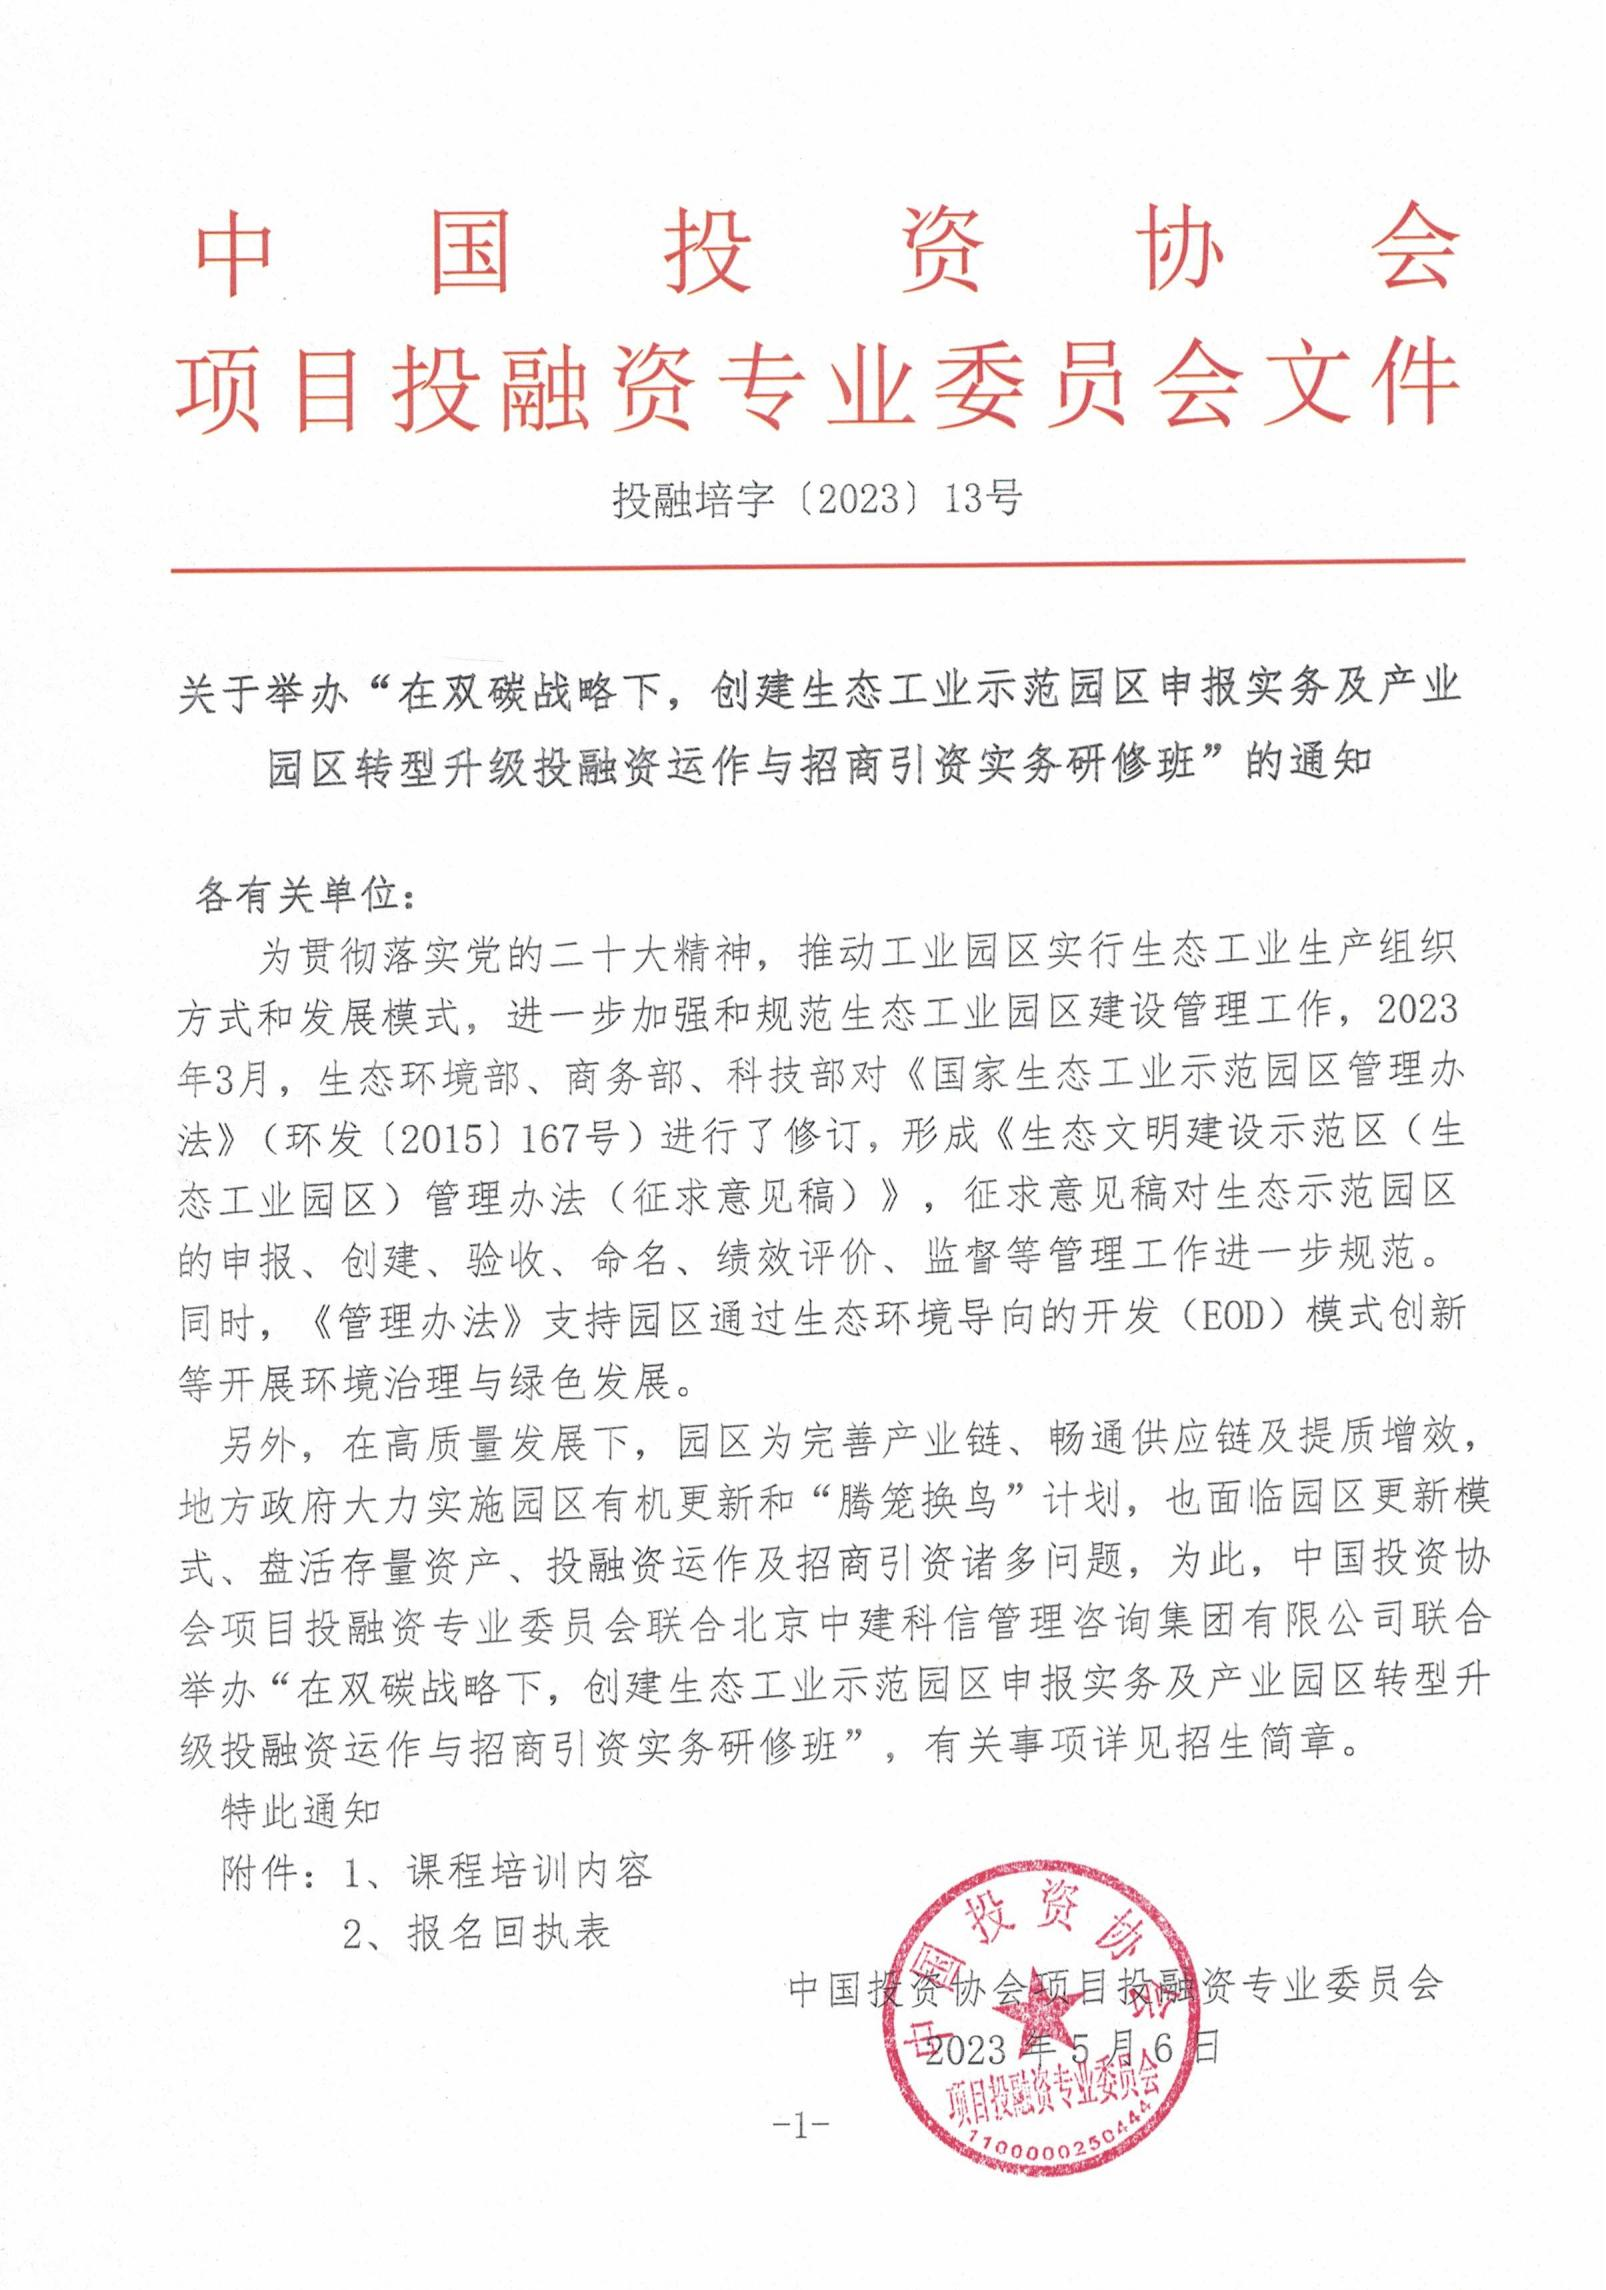 中国投资协会
项目投融资专业委员会文件
投融培字〔2023〕13号
关于举办“在双碳战略下，创建生态工业示范园区申报实务及产业
园区转型升级投融资运作与招商引资实务研修班”的通知
各有关单位：
为贯彻落实党的二十大精神，推动工业园区实行生态工业生产组织
方式和发展模式，进一步加强和规范生态工业园区建设管理工作，2023
年3月，生态环境部、商务部、科技部对《国家生态工业示范园区管理办
法》（环发〔2015〕167号）进行了修订，形成《生态文明建设示范区（生
态工业园区）管理办法（征求意见稿）》，征求意见稿对生态示范园区
的申报、创建、验收、命名、绩效评价、监督等管理工作进一步规范。
同时，《管理办法》支持园区通过生态环境导向的开发（EOD）模式创新
等开展环境治理与绿色发展。
另外，在高质量发展下，园区为完善产业链、畅通供应链及提质增效，
地方政府大力实施园区有机更新和“腾笼换鸟”计划，也面临园区更新模
式、盘活存量资产、投融资运作及招商引资诸多问题，为此，中国投资协
会项目投融资专业委员会联合北京中建科信管理咨询集团有限公司联合
举办“在双碳战略下，创建生态工业示范园区申报实务及产业园区转型升
级投融资运作与招商引资实务研修班”，有关事项详见招生简章。
特此通知
附件：1、课程培训内容
2、报名回执表
中国投资协会项目投融资专业委员会
2023 年 5 月 6 日
中国投资协会
项目投融资专业委员会
1100000250444
-1-